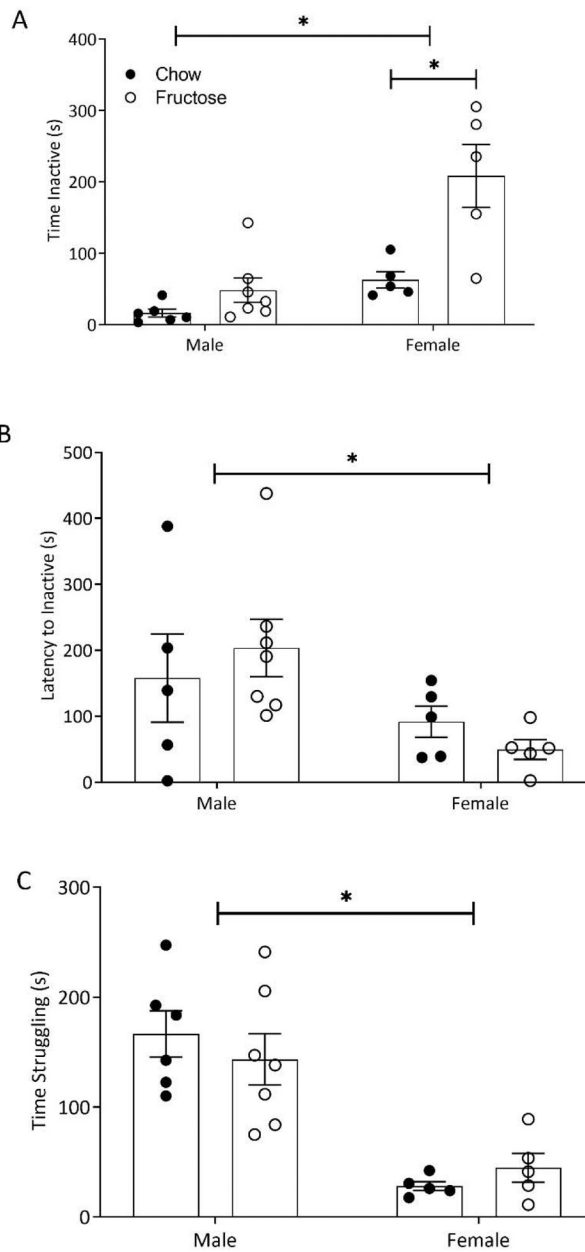 A
*
400
*
Chow
Fructose
300
200
100
0
Time Inactive (s)
Male
Female
B
500
*
400
300
200
100
0
Latency to Inactive (s)
Male
Female
C
300
*
200
100
0
Time Struggling (s)
Male
Female